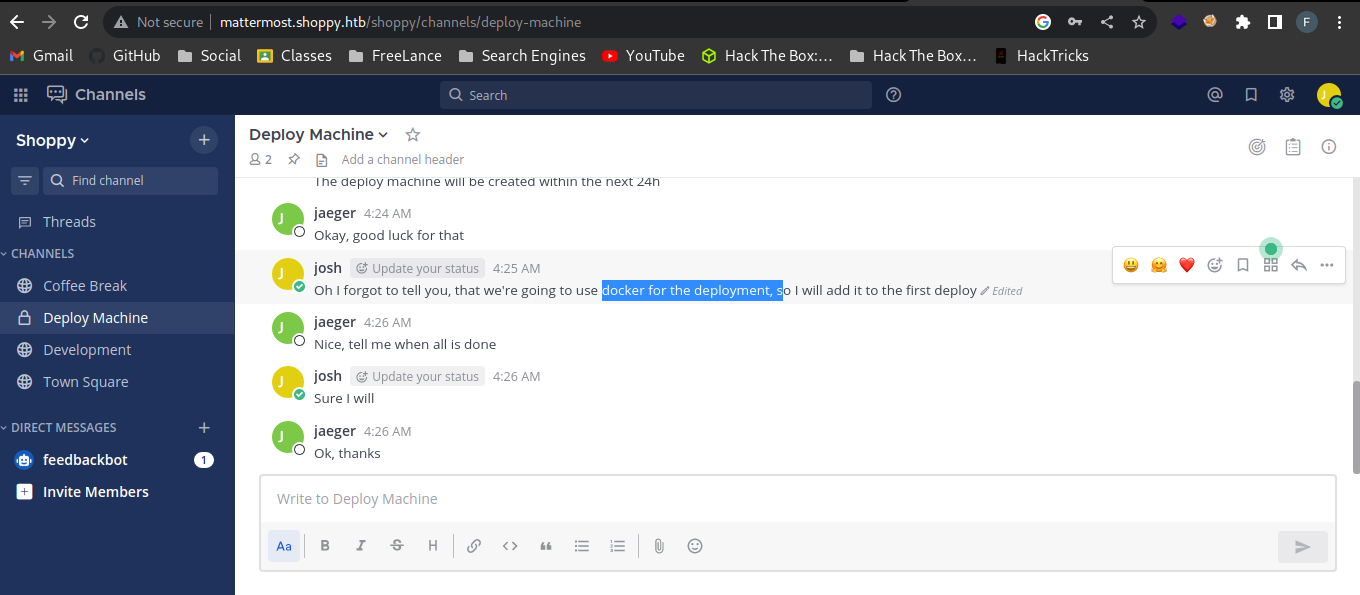 Not secure | mattermost.shoppy.htb/shoppy/channels/deploy-machine
F
Gmail GitHub Social Classes FreeLance Search Engines YouTube Hack The Box:... Hack The Box... HackTricks
Channels
Search
J
Shoppy
Find channel
Threads
CHANNELS
Coffee Break
Deploy Machine
Development
Town Square
DIRECT MESSAGES
feedbackbot 1
Invite Members
Deploy Machine
2 Add a channel header
The deploy machine will be created within the next 24h
J jaeger 4:24 AM
Okay, good luck for that
J josh Update your status 4:25 AM
Oh I forgot to tell you, that we're going to use docker for the deployment, so I will add it to the first deploy Edited
J jaeger 4:26 AM
Nice, tell me when all is done
J josh Update your status 4:26 AM
Sure I will
J jaeger 4:26 AM
Ok, thanks
Write to Deploy Machine
Aa B I S H